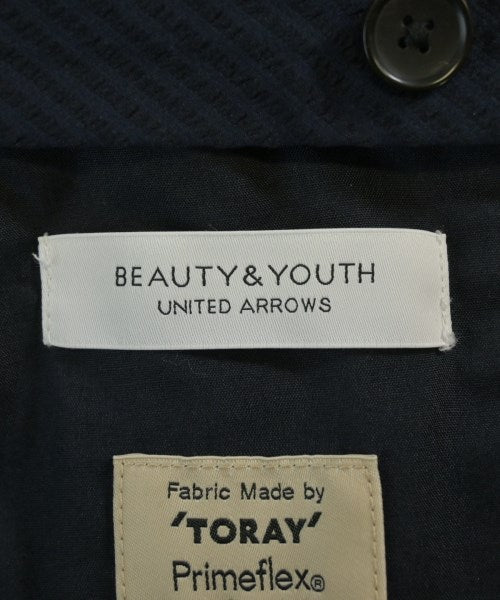 BEAUTY&YOUTH
UNITED ARROWS
Fabric Made by
'TORAY'
Primeflex®